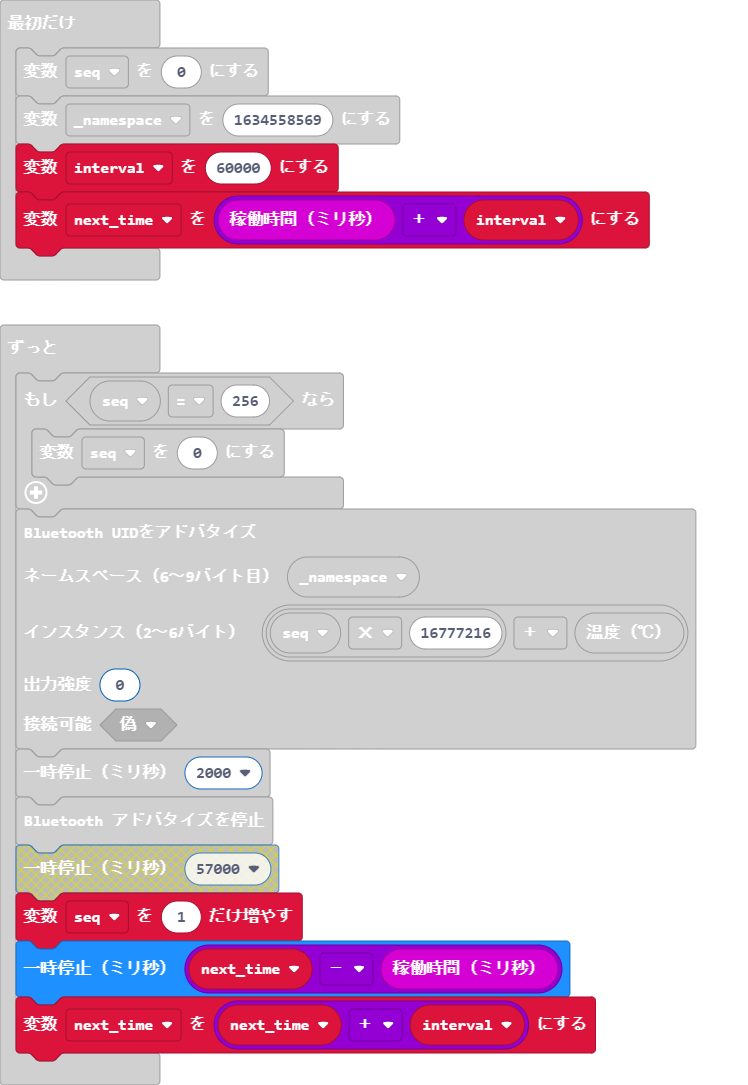 最初だけ
変数 seq を 0 にする
変数 _namespace を 1634558569 にする
変数 interval を 60000 にする
変数 next_time を 稼働時間（ミリ秒） + interval にする
ずっと
もし seq = 256 なら
変数 seq を 0 にする
Bluetooth UIDをアドバタイズ
ネームスペース（6～9バイト目） _namespace
インスタンス（2～6バイト） seq × 16777216 + 温度（℃）
出力強度 0
接続可能 偽
一時停止（ミリ秒） 2000
Bluetooth アドバタイズを停止
一時停止（ミリ秒） 57000
変数 seq を 1 だけ増やす
一時停止（ミリ秒） next_time － 稼働時間（ミリ秒）
変数 next_time を next_time + interval にする